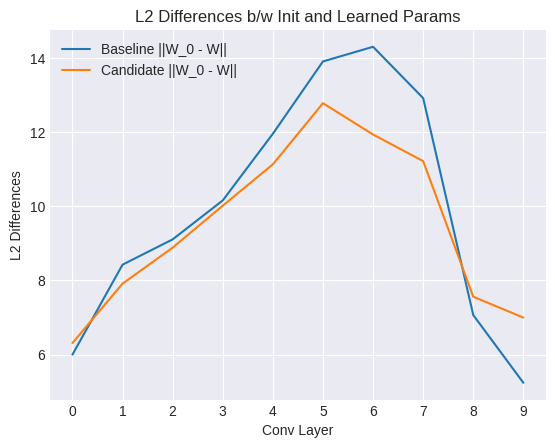 L2 Differences b/w Init and Learned Params
Baseline ||W_0 - W||
Candidate ||W_0 - W||
L2 Differences
14
12
10
8
6
0 1 2 3 4 5 6 7 8 9
Conv Layer